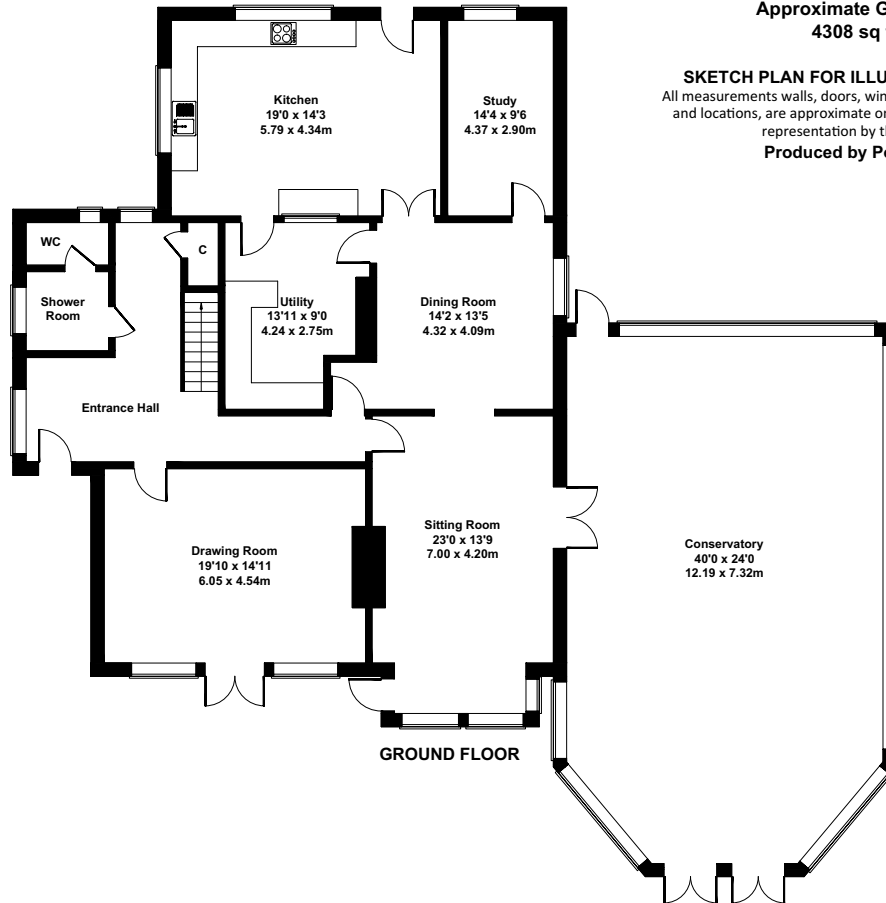 Approximate G
4308 sq
SKETCH PLAN FOR ILLU
All measurements walls, doors, win
and locations, are approximate or
representation by t
Produced by P
Kitchen
19'0 x 14'3
5.79 x 4.34m
Study
14'4 x 9'6
4.37 x 2.90m
WC
C
Shower
Room
Utility
13'11 x 9'0
4.24 x 2.75m
Dining Room
14'2 x 13'5
4.32 x 4.09m
Entrance Hall
Drawing Room
19'10 x 14'11
6.05 x 4.54m
Sitting Room
23'0 x 13'9
7.00 x 4.20m
Conservatory
40'0 x 24'0
12.19 x 7.32m
GROUND FLOOR